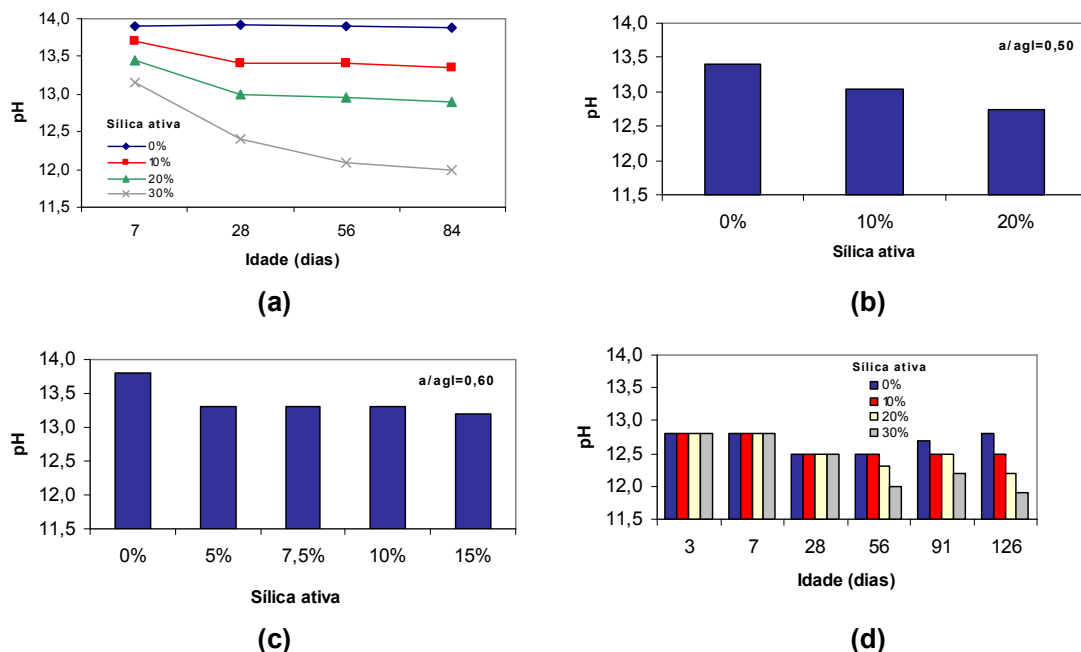 14,0
13,5
13,0
12,5
12,0
11,5
pH
Sílica ativa
0%
10%
20%
30%
7 28 56 84
Idade (dias)
(a)
14,0
13,5
13,0
12,5
12,0
11,5
pH
a/agl=0,50
0% 10% 20%
Sílica ativa
(b)
14,0
13,5
13,0
12,5
12,0
11,5
pH
a/agl=0,60
0% 5% 7,5% 10% 15%
Sílica ativa
(c)
14,0
13,5
13,0
12,5
12,0
11,5
pH
Sílica ativa
0%
10%
20%
30%
3 7 28 56 91 126
Idade (dias)
(d)